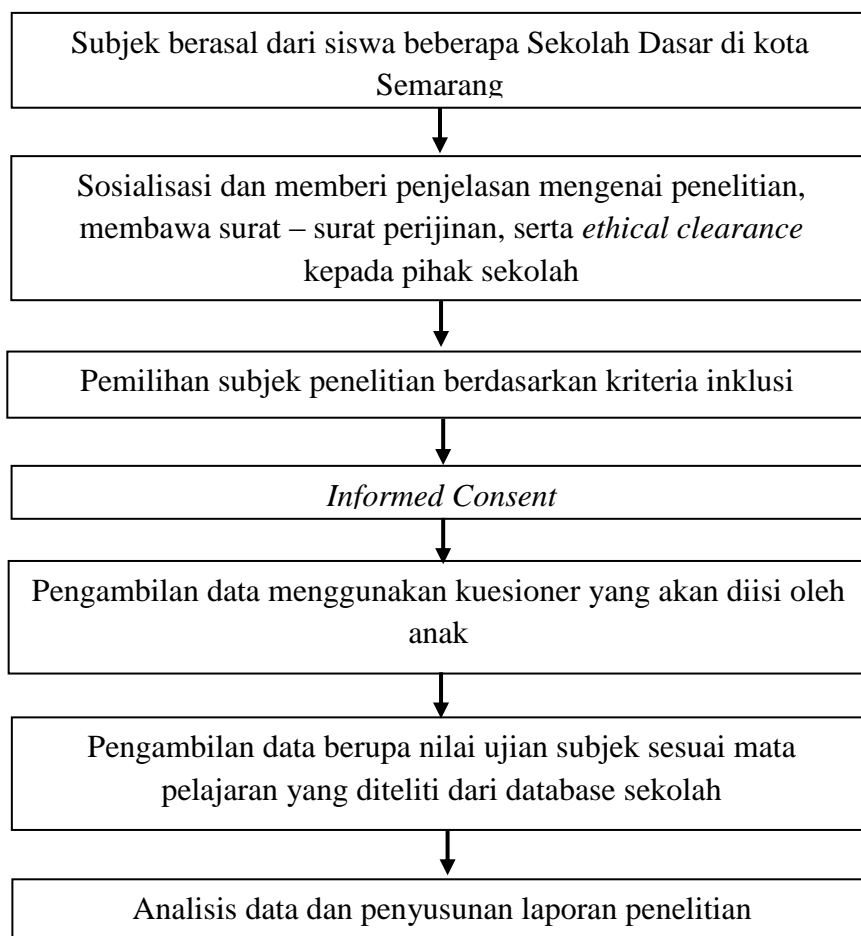 Subjek berasal dari siswa beberapa Sekolah Dasar di kota
Semarang
Sosialisasi dan memberi penjelasan mengenai penelitian,
membawa surat – surat perijinan, serta ethical clearance
kepada pihak sekolah
Pemilihan subjek penelitian berdasarkan kriteria inklusi
Informed Consent
Pengambilan data menggunakan kuesioner yang akan diisi oleh
anak
Pengambilan data berupa nilai ujian subjek sesuai mata
pelajaran yang diteliti dari database sekolah
Analisis data dan penyusunan laporan penelitian